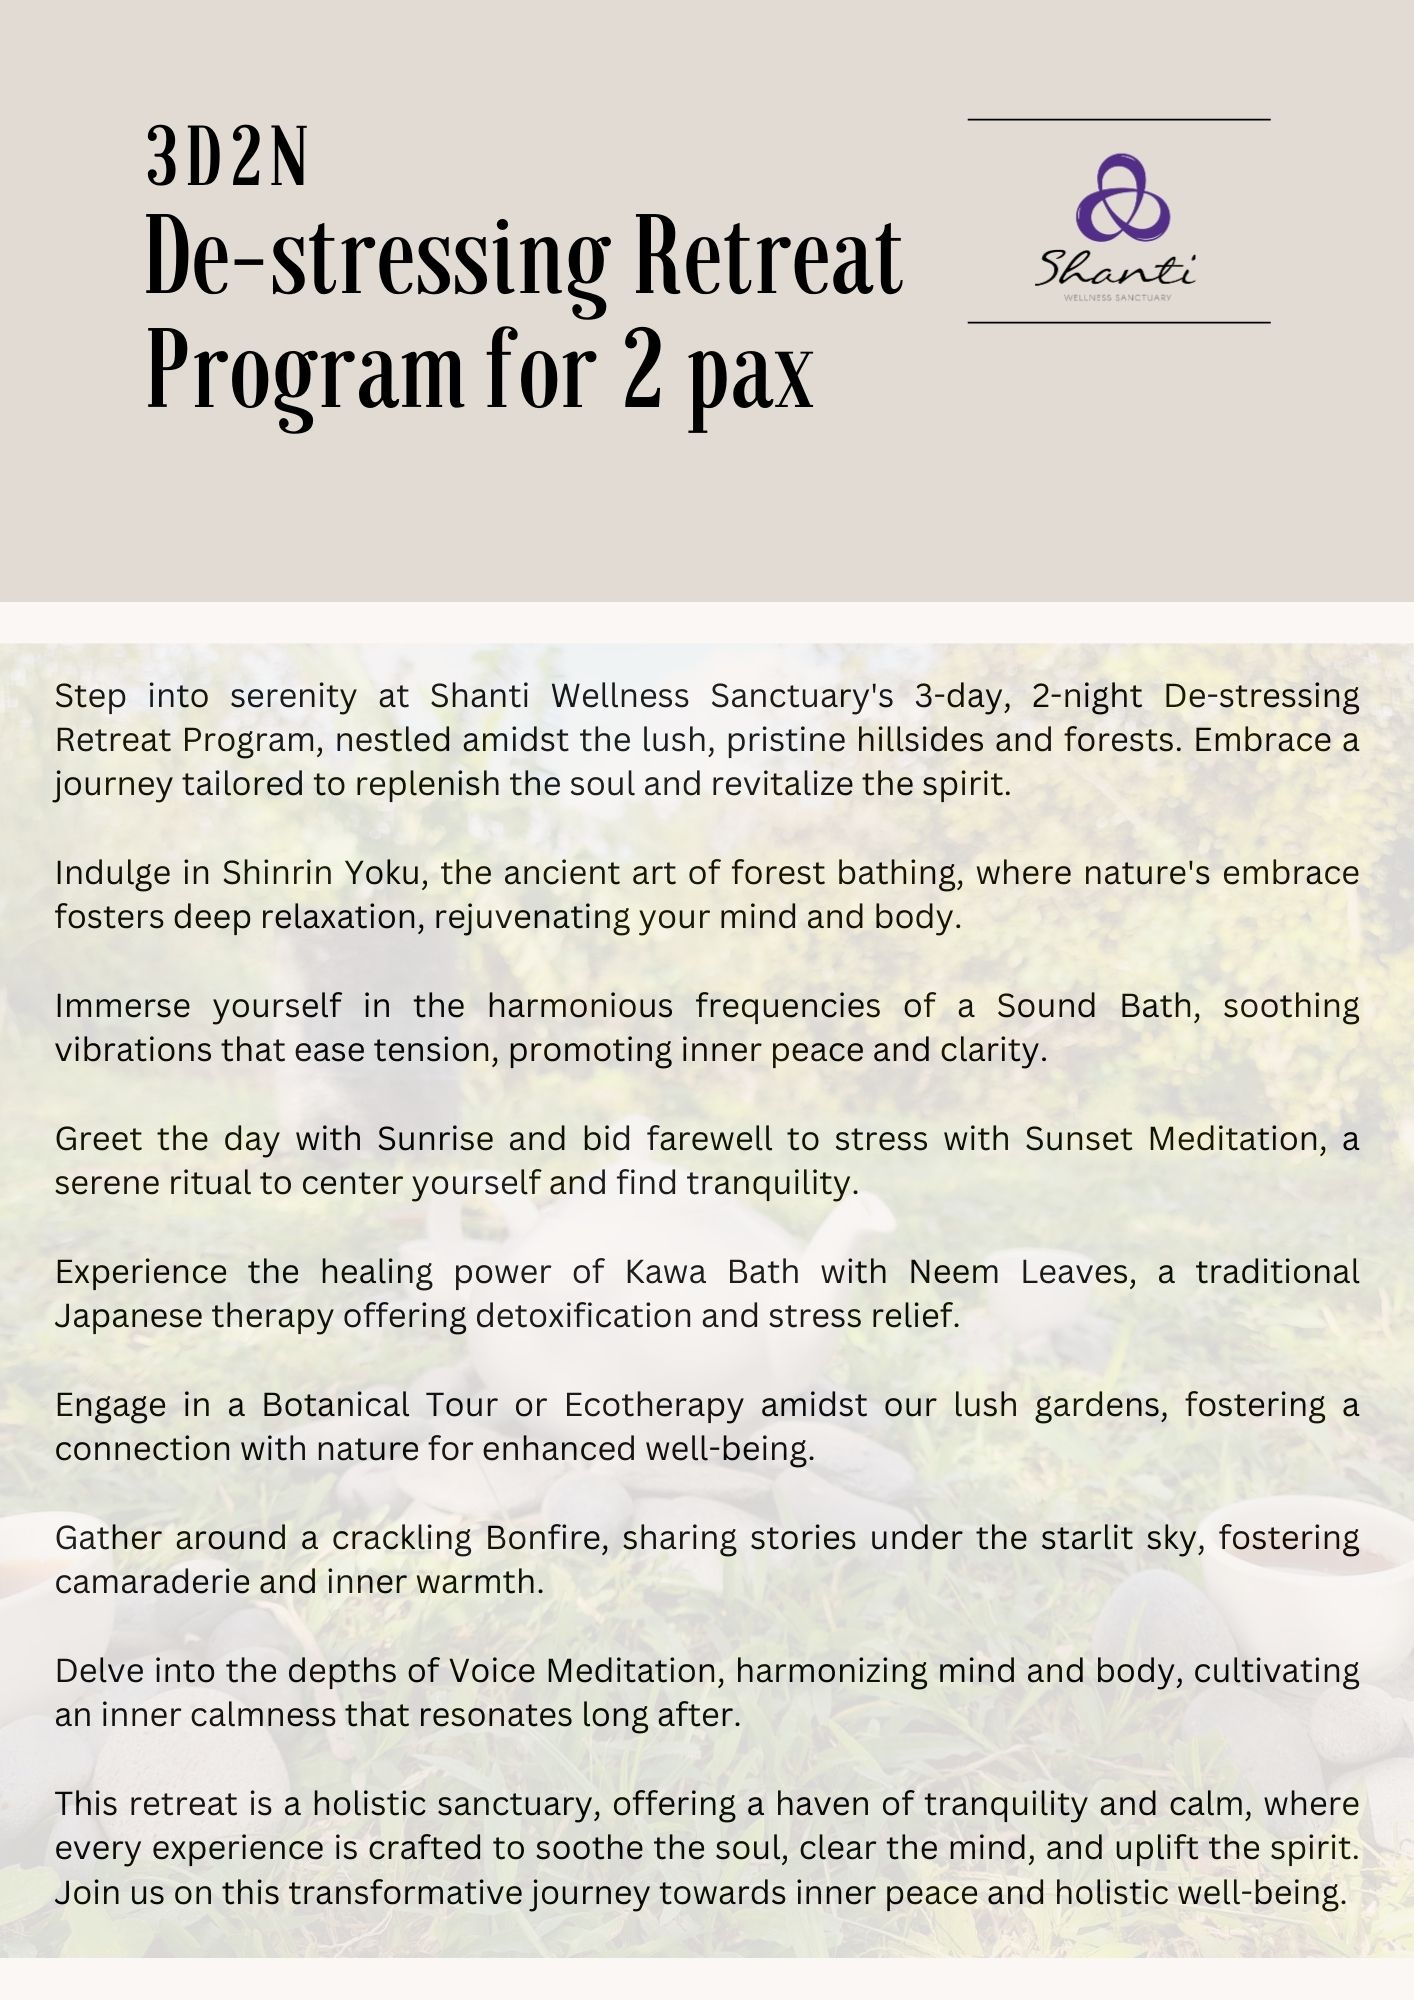 3D2N
De-stressing Retreat
Program for 2 pax
Shanti
WELLNESS SANCTUARY
Step into serenity at Shanti Wellness Sanctuary's 3-day, 2-night De-stressing
Retreat Program, nestled amidst the lush, pristine hillsides and forests. Embrace a
journey tailored to replenish the soul and revitalize the spirit.
Indulge in Shinrin Yoku, the ancient art of forest bathing, where nature's embrace
fosters deep relaxation, rejuvenating your mind and body.
Immerse yourself in the harmonious frequencies of a Sound Bath, soothing
vibrations that ease tension, promoting inner peace and clarity.
Greet the day with Sunrise and bid farewell to stress with Sunset Meditation, a
serene ritual to center yourself and find tranquility.
Experience the healing power of Kawa Bath with Neem Leaves, a traditional
Japanese therapy offering detoxification and stress relief.
Engage in a Botanical Tour or Ecotherapy amidst our lush gardens, fostering a
connection with nature for enhanced well-being.
Gather around a crackling Bonfire, sharing stories under the starlit sky, fostering
camaraderie and inner warmth.
Delve into the depths of Voice Meditation, harmonizing mind and body, cultivating
an inner calmness that resonates long after.
This retreat is a holistic sanctuary, offering a haven of tranquility and calm, where
every experience is crafted to soothe the soul, clear the mind, and uplift the spirit.
Join us on this transformative journey towards inner peace and holistic well-being.